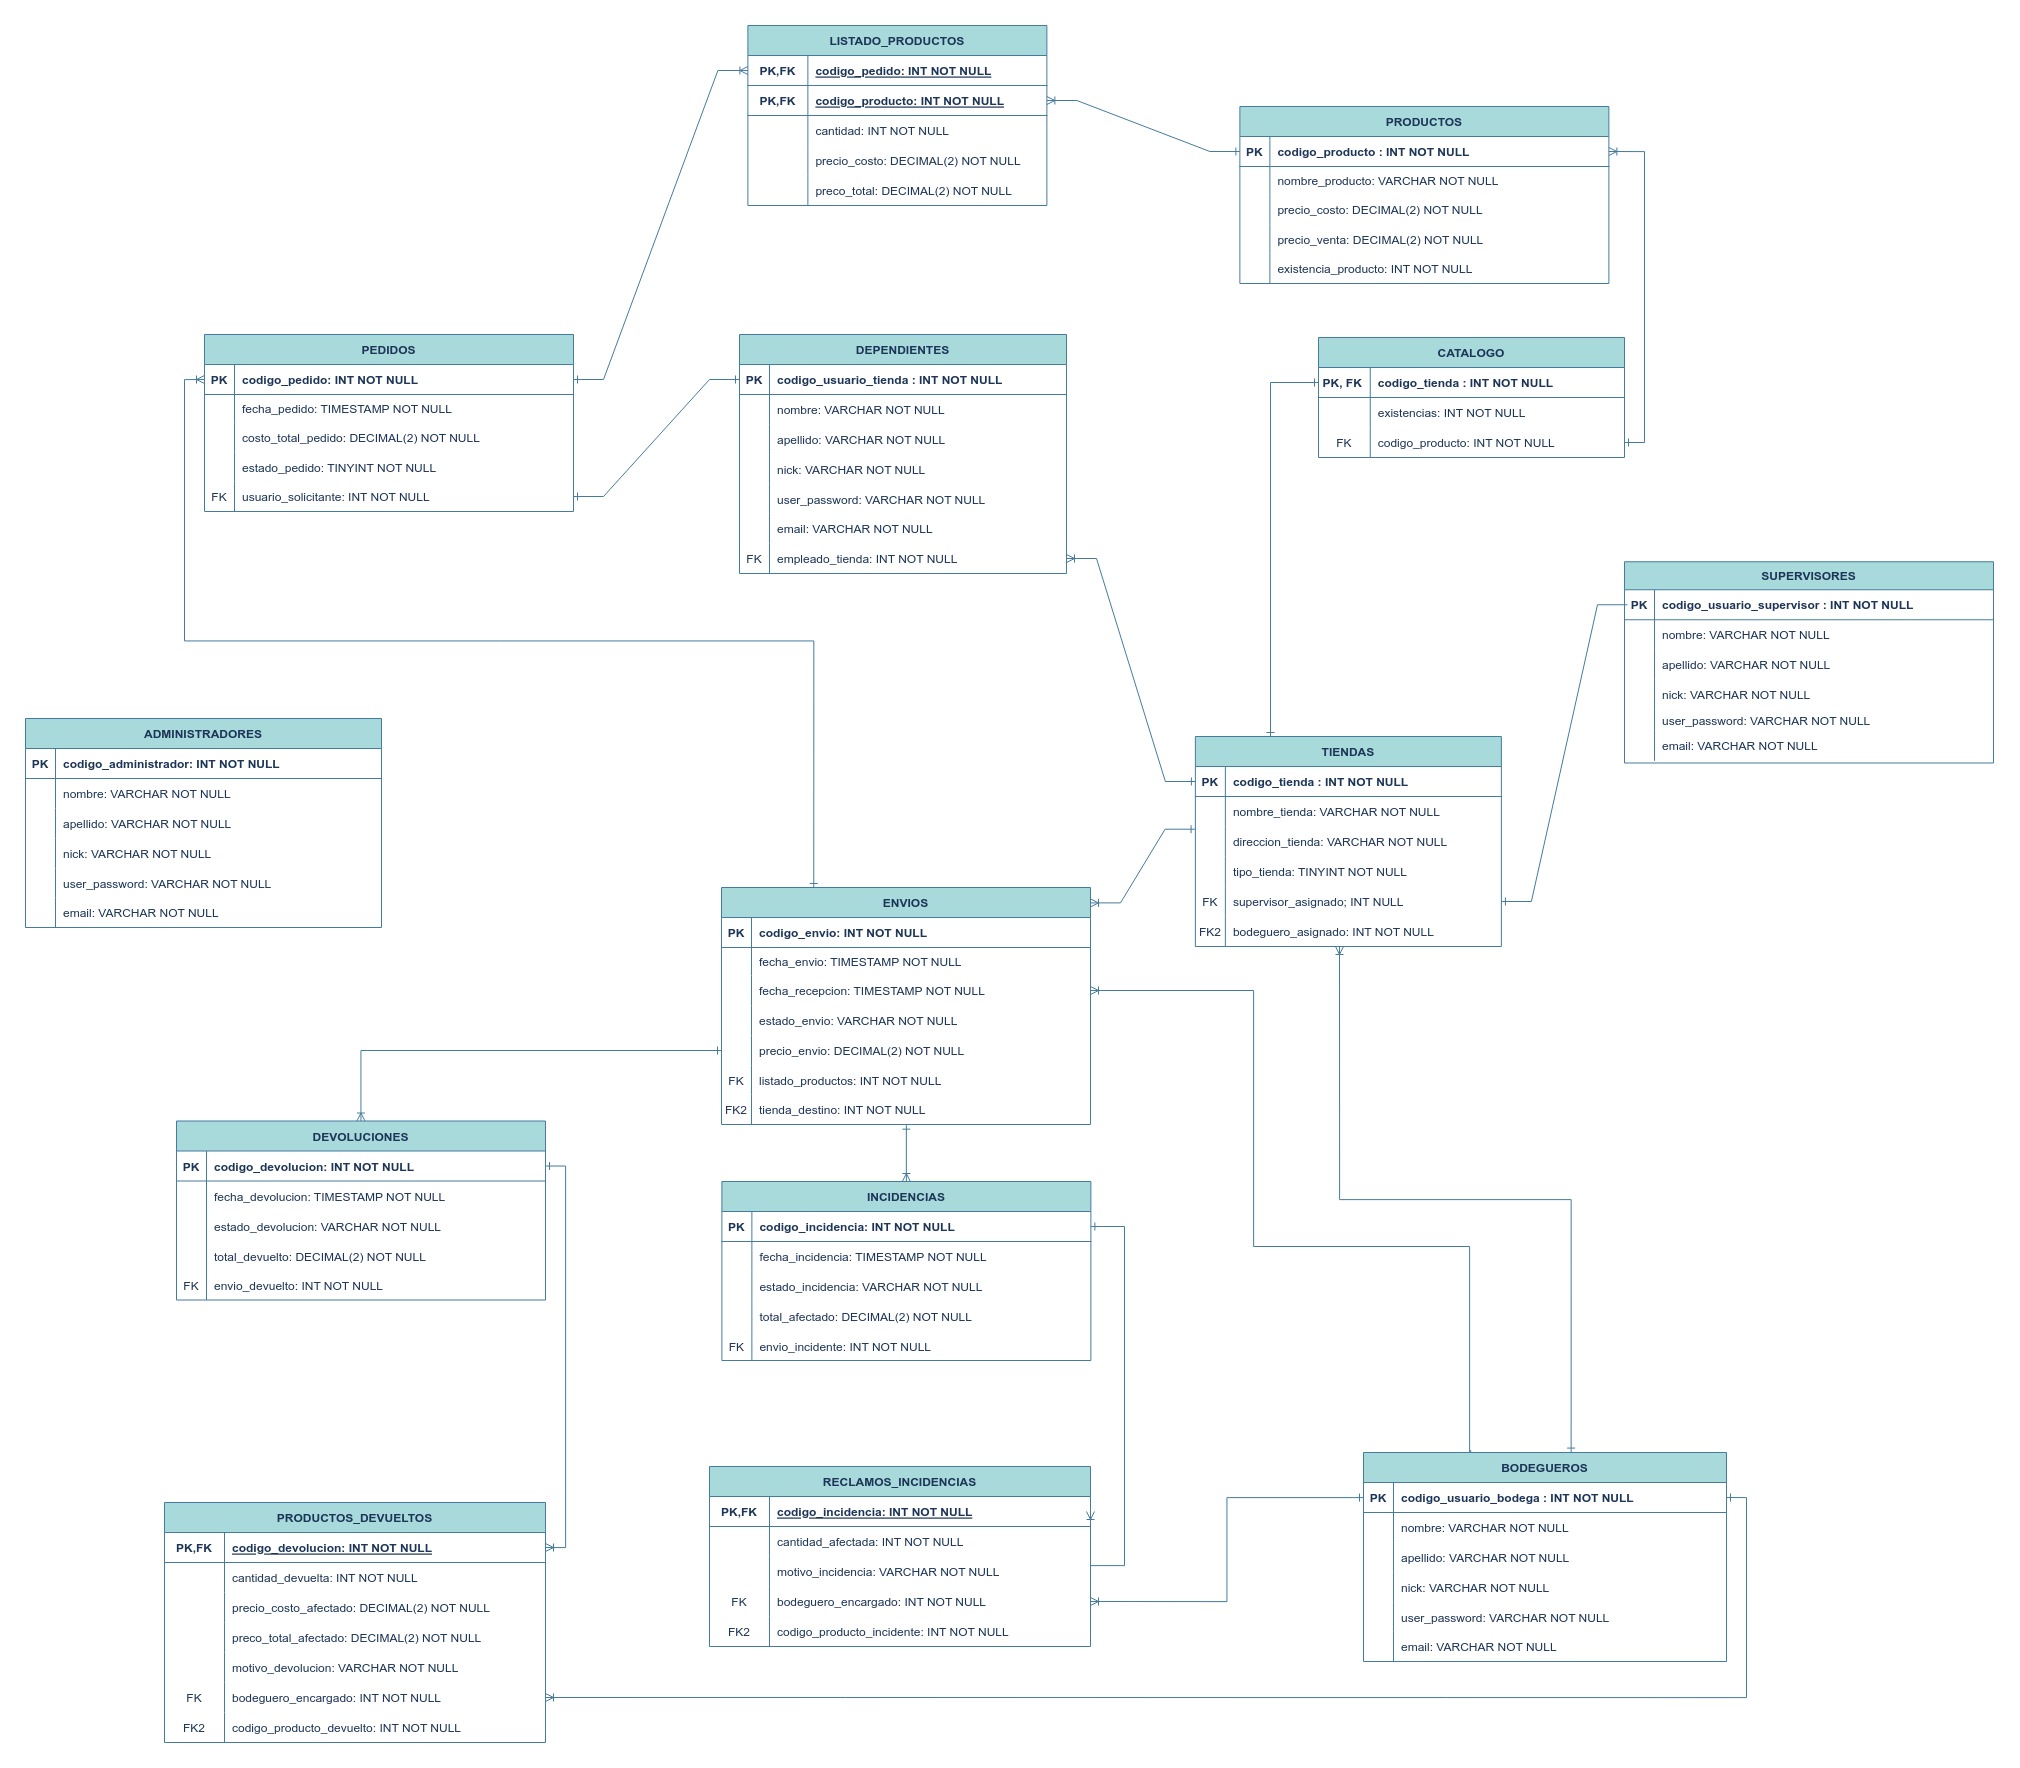 LISTADO_PRODUCTOS
PK,FK codigo_pedido: INT NOT NULL
PK,FK codigo_producto: INT NOT NULL
cantidad: INT NOT NULL
precio_costo: DECIMAL(2) NOT NULL
preco_total: DECIMAL(2) NOT NULL
PRODUCTOS
PK codigo_producto : INT NOT NULL
nombre_producto: VARCHAR NOT NULL
precio_costo: DECIMAL(2) NOT NULL
precio_venta: DECIMAL(2) NOT NULL
existencia_producto: INT NOT NULL
PEDIDOS
PK codigo_pedido: INT NOT NULL
fecha_pedido: TIMESTAMP NOT NULL
costo_total_pedido: DECIMAL(2) NOT NULL
estado_pedido: TINYINT NOT NULL
FK usuario_solicitante: INT NOT NULL
DEPENDIENTES
PK codigo_usuario_tienda : INT NOT NULL
nombre: VARCHAR NOT NULL
apellido: VARCHAR NOT NULL
nick: VARCHAR NOT NULL
user_password: VARCHAR NOT NULL
email: VARCHAR NOT NULL
FK empleado_tienda: INT NOT NULL
CATALOGO
PK, FK codigo_tienda : INT NOT NULL
existencias: INT NOT NULL
FK codigo_producto: INT NOT NULL
SUPERVISORES
PK codigo_usuario_supervisor : INT NOT NULL
nombre: VARCHAR NOT NULL
apellido: VARCHAR NOT NULL
nick: VARCHAR NOT NULL
user_password: VARCHAR NOT NULL
email: VARCHAR NOT NULL
ADMINISTRADORES
PK codigo_administrador: INT NOT NULL
nombre: VARCHAR NOT NULL
apellido: VARCHAR NOT NULL
nick: VARCHAR NOT NULL
user_password: VARCHAR NOT NULL
email: VARCHAR NOT NULL
TIENDAS
PK codigo_tienda : INT NOT NULL
nombre_tienda: VARCHAR NOT NULL
direccion_tienda: VARCHAR NOT NULL
tipo_tienda: TINYINT NOT NULL
FK supervisor_asignado; INT NULL
FK2 bodeguero_asignado: INT NOT NULL
ENVIOS
PK codigo_envio: INT NOT NULL
fecha_envio: TIMESTAMP NOT NULL
fecha_recepcion: TIMESTAMP NOT NULL
estado_envio: VARCHAR NOT NULL
precio_envio: DECIMAL(2) NOT NULL
FK listado_productos: INT NOT NULL
FK2 tienda_destino: INT NOT NULL
DEVOLUCIONES
PK codigo_devolucion: INT NOT NULL
fecha_devolucion: TIMESTAMP NOT NULL
estado_devolucion: VARCHAR NOT NULL
total_devuelto: DECIMAL(2) NOT NULL
FK envio_devuelto: INT NOT NULL
INCIDENCIAS
PK codigo_incidencia: INT NOT NULL
fecha_incidencia: TIMESTAMP NOT NULL
estado_incidencia: VARCHAR NOT NULL
total_afectado: DECIMAL(2) NOT NULL
FK envio_incidente: INT NOT NULL
PRODUCTOS_DEVUELTOS
PK,FK codigo_devolucion: INT NOT NULL
cantidad_devuelta: INT NOT NULL
precio_costo_afectado: DECIMAL(2) NOT NULL
preco_total_afectado: DECIMAL(2) NOT NULL
motivo_devolucion: VARCHAR NOT NULL
FK bodeguero_encargado: INT NOT NULL
FK2 codigo_producto_devuelto: INT NOT NULL
RECLAMOS_INCIDENCIAS
PK,FK codigo_incidencia: INT NOT NULL
cantidad_afectada: INT NOT NULL
motivo_incidencia: VARCHAR NOT NULL
FK bodeguero_encargado: INT NOT NULL
FK2 codigo_producto_incidente: INT NOT NULL
BODEGUEROS
PK codigo_usuario_bodega : INT NOT NULL
nombre: VARCHAR NOT NULL
apellido: VARCHAR NOT NULL
nick: VARCHAR NOT NULL
user_password: VARCHAR NOT NULL
email: VARCHAR NOT NULL